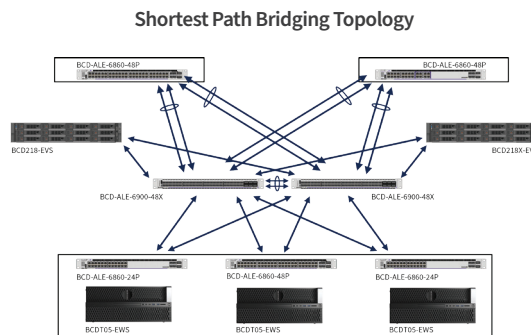 Shortest Path Bridging Topology
BCD-ALE-6860-48P
BCD-ALE-6860-48P
BCD218-EVS
BCD218X-EV
BCD-ALE-6900-48X
BCD-ALE-6900-48X
BCD-ALE-6860-24P
BCD-ALE-6860-48P
BCD-ALE-6860-24P
BCDT05-EWS
BCDT05-EWS
BCDT05-EWS